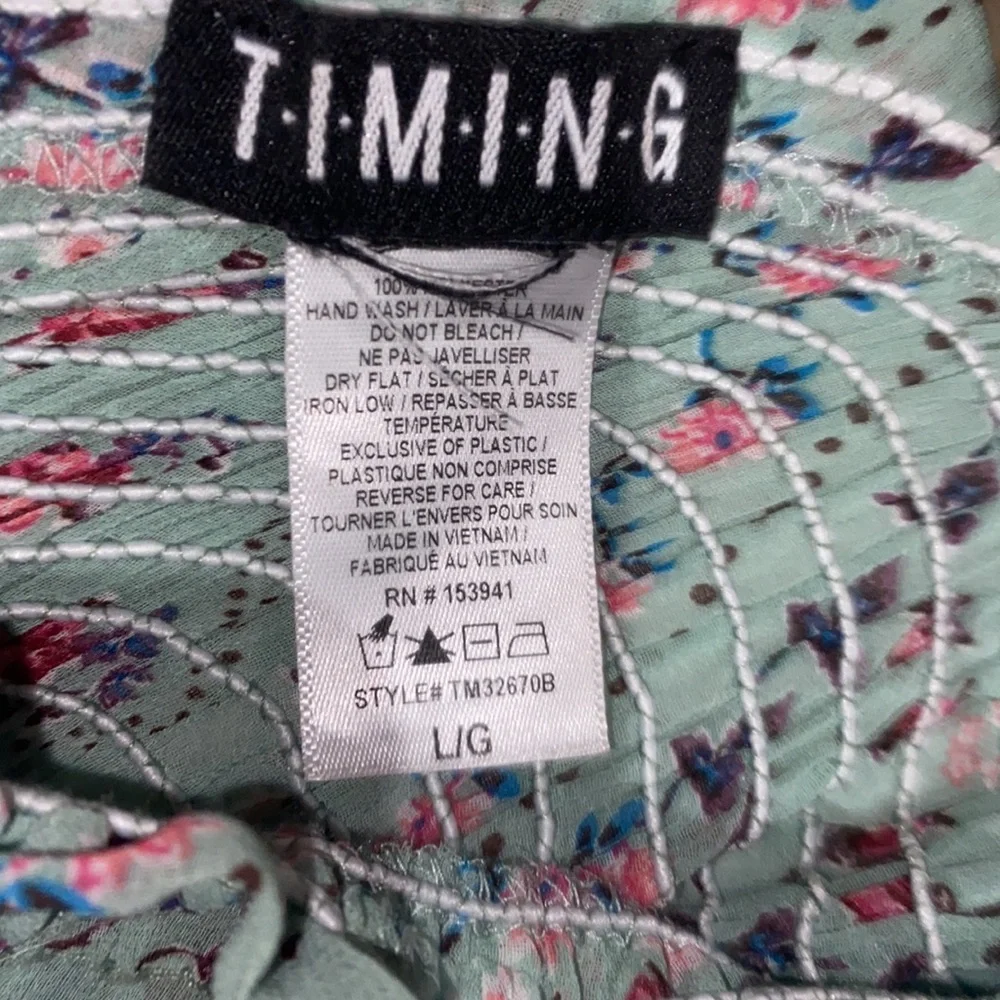 T·I·M·I·N·G
100%
HAND WASH / LAVER À LA MAIN
DO NOT BLEACH /
NE PAS JAVELLISER
DRY FLAT / SÉCHER À PLAT
IRON LOW / REPASSER À BASSE
TEMPÉRATURE
EXCLUSIVE OF PLASTIC /
PLASTIQUE NON COMPRISE
REVERSE FOR CARE /
TOURNER L'ENVERS POUR SOIN
MADE IN VIETNAM /
FABRIQUÉ AU VIETNAM
RN # 153941
STYLE# TM32670B
L/G